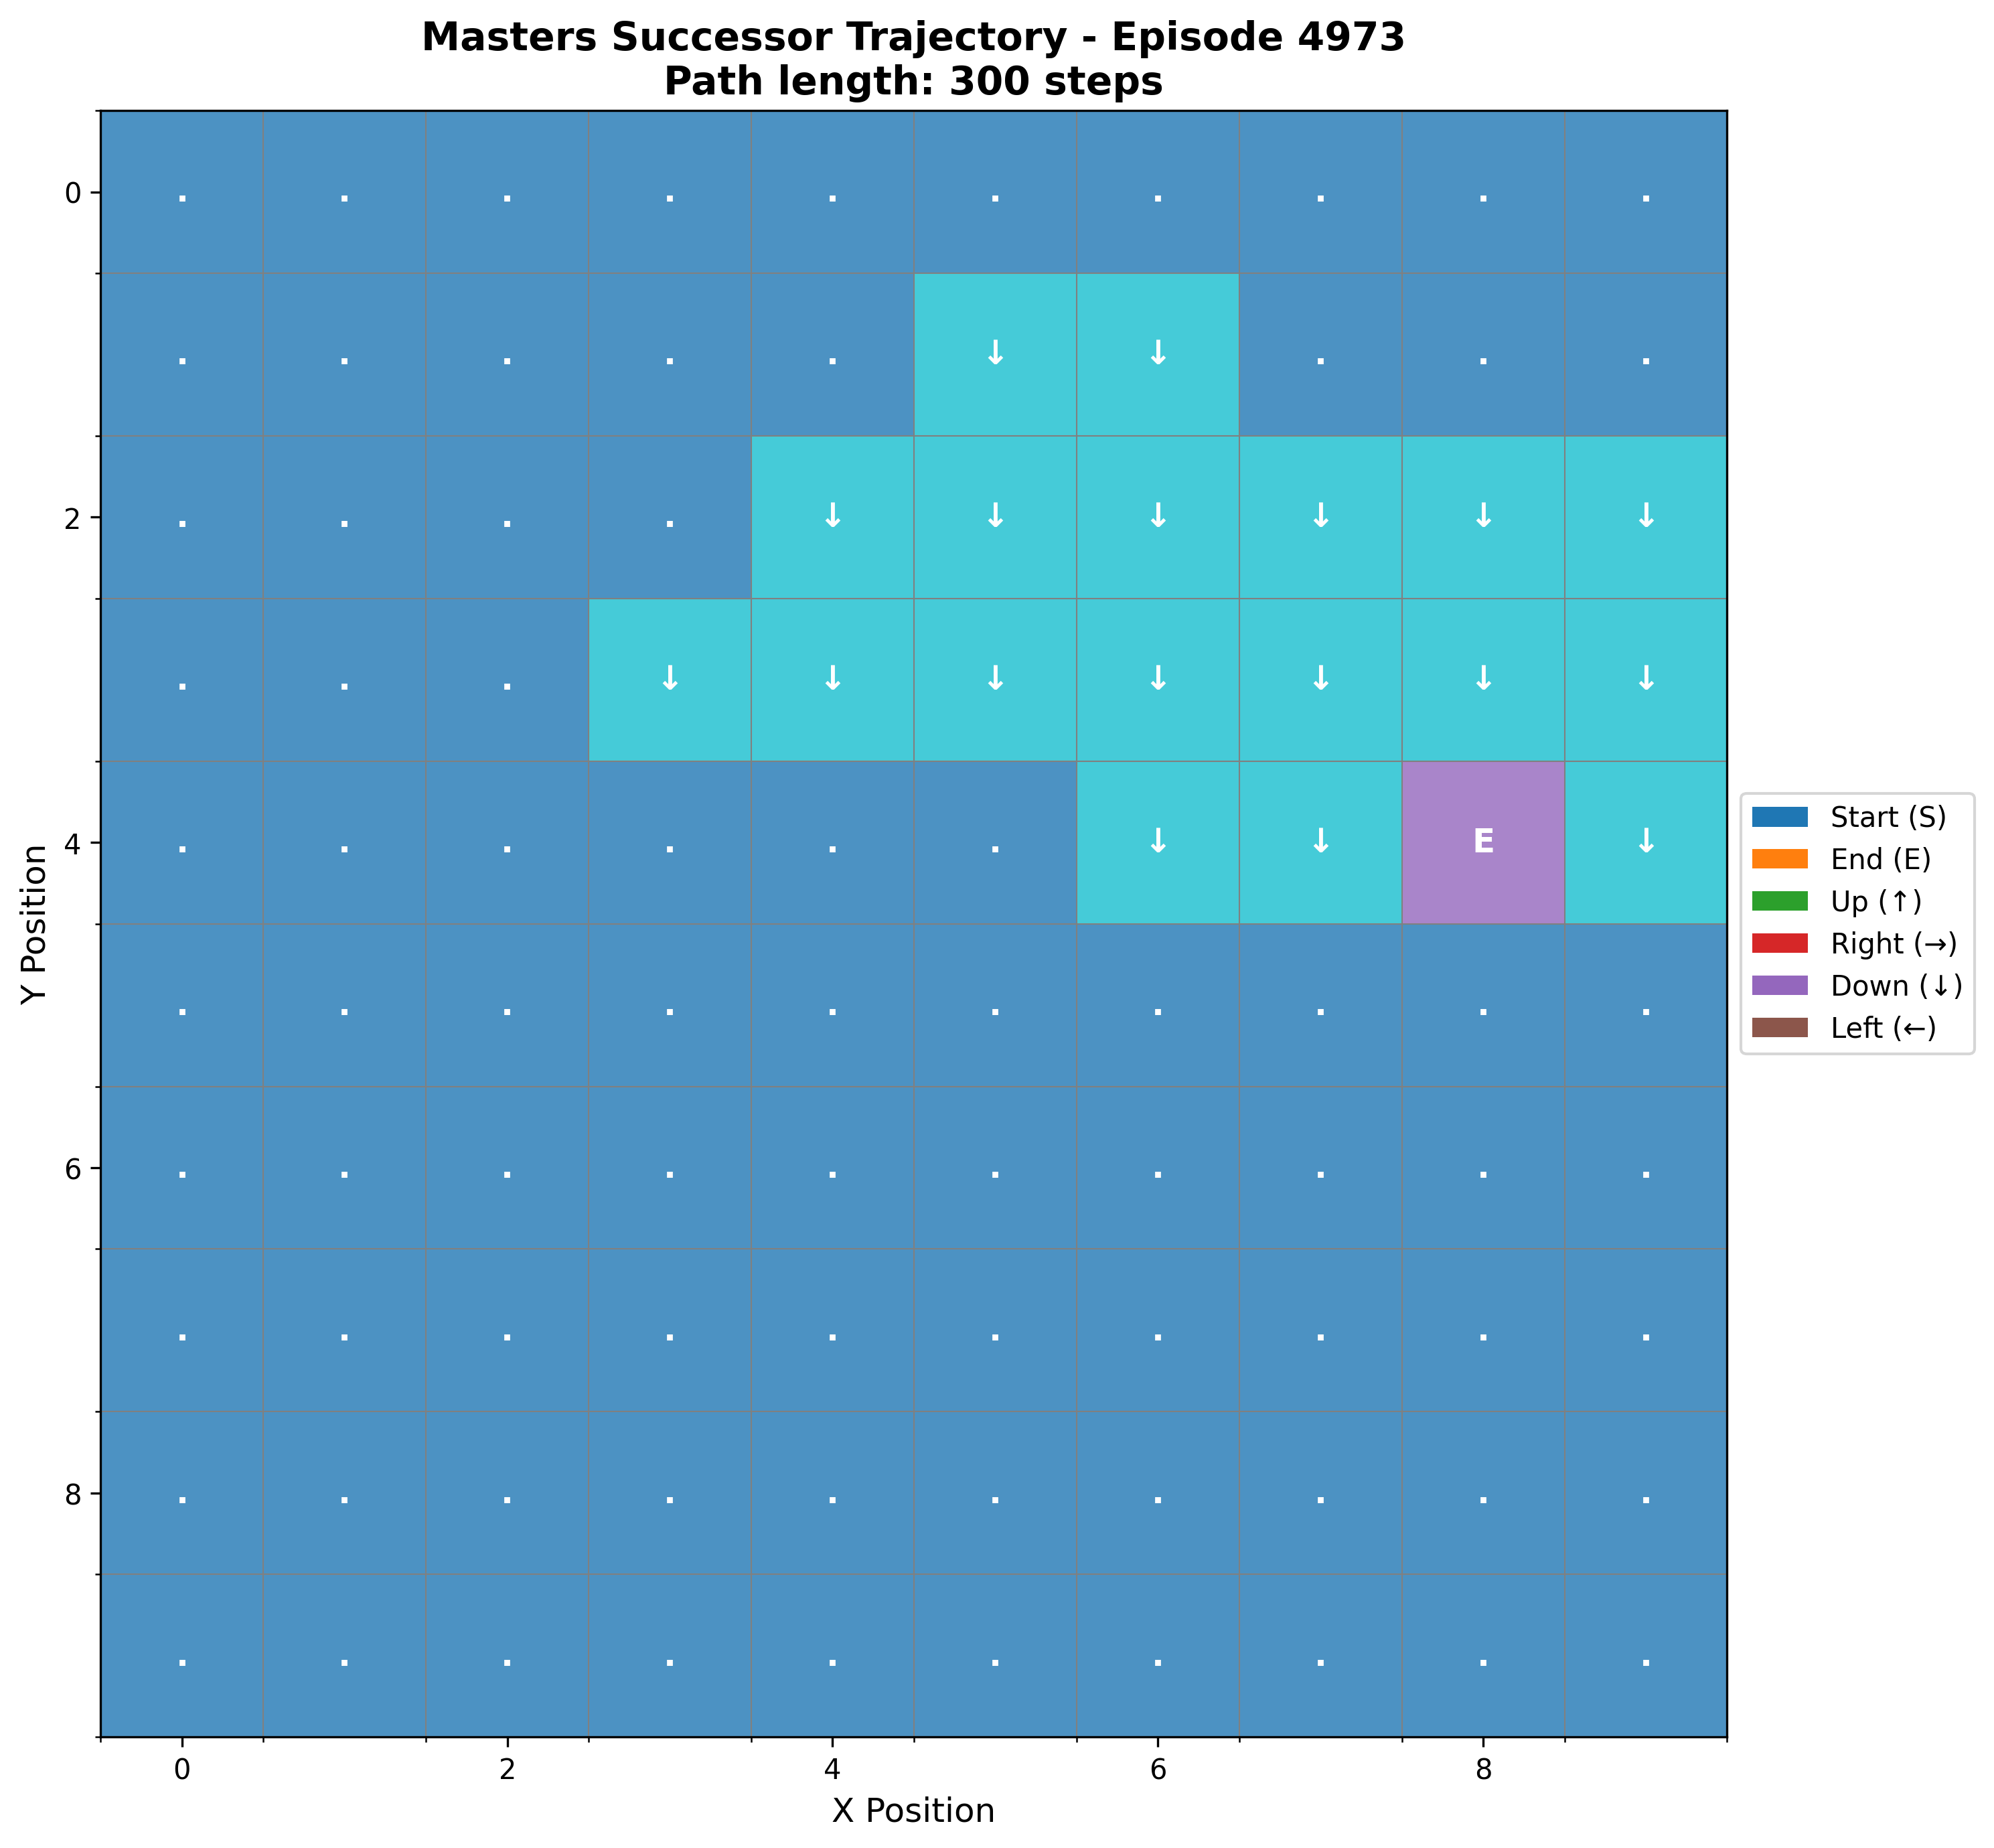 Masters Successor Trajectory - Episode 4973
Path length: 300 steps
0
. . . . . . . . . .
. . . . . ↓ ↓ . . .
2
. . . . ↓ ↓ ↓ ↓ ↓ ↓
. . . ↓ ↓ ↓ ↓ ↓ ↓ ↓
4
. . . . . . ↓ ↓ E ↓
. . . . . . . . . .
6
. . . . . . . . . .
. . . . . . . . . .
8
. . . . . . . . . .
. . . . . . . . . .
0 2 4 6 8
X Position
Y Position
Start (S)
End (E)
Up (↑)
Right (→)
Down (↓)
Left (←)